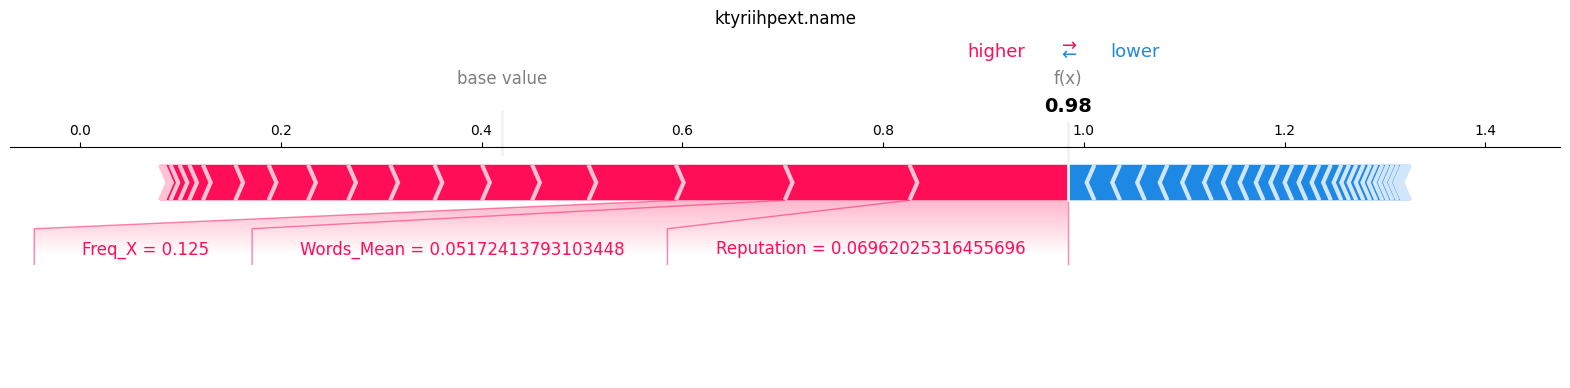 ktyriihpext.name
higher ⇄ lower
base value f(x)
0.98
0.0 0.2 0.4 0.6 0.8 1.0 1.2 1.4
Freq_X = 0.125 Words_Mean = 0.05172413793103448 Reputation = 0.06962025316455696